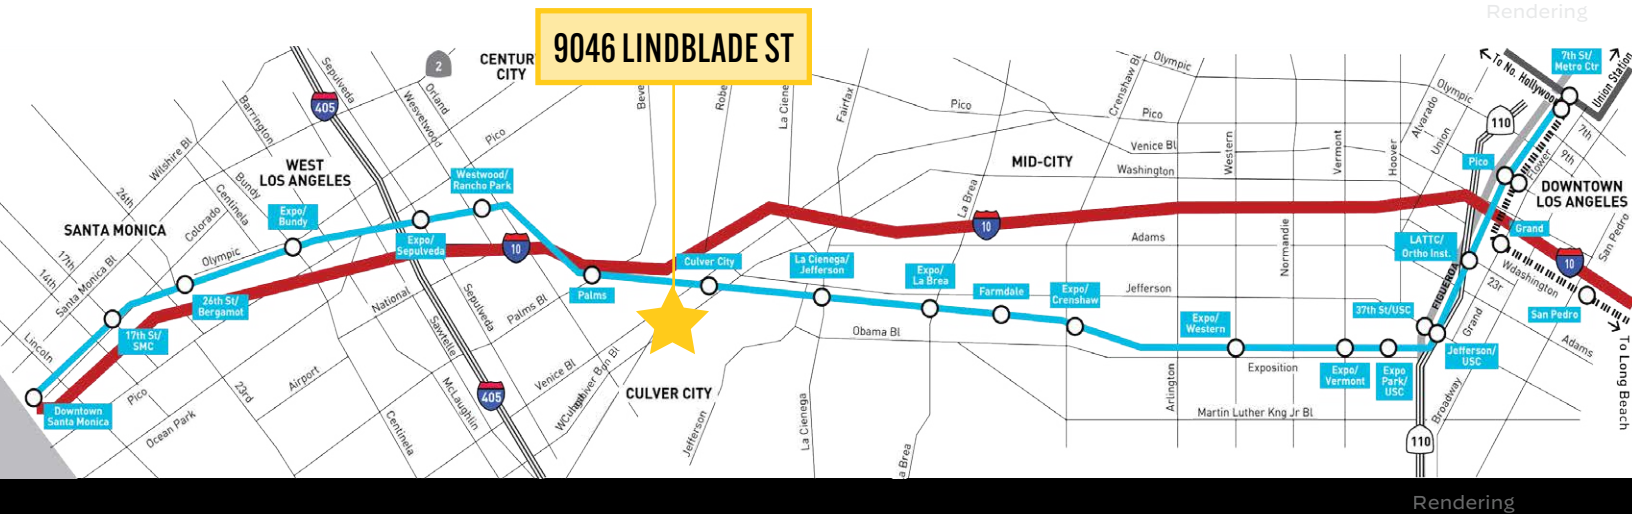 Rendering
9046 LINDBLADE ST
CENTUR
CITY
2
Sepulveda
Orland
Westwood
405
Barrington
Pico
Wilshire Bl
26th
Bundy
Centinela
Colorado
WEST
LOS ANGELES
Westwood/
Rancho Park
Expo/
Bundy
SANTA MONICA
Olympic
17th
14th
Santa Monica Bl
Lincoln
Expo/
Sepulveda
10
26th St/
Bergamot
17th St/
SMC
National
Sepulveda
Palms Bl
Sawtelle
Palms
Downtown
Santa Monica
Pico
23rd
Airport
Ocean Park
Centinela
McLaughlin
405
Venice Bl
CULVER CITY
Jefferson
Beve
Robe
La Ciene
Fairfax
Pico
Olympic
Crenshaw Bl
Pico
Venice Bl
Washington
MID-CITY
La Brea
10
Western
Vermont
Hoover
Normandie
Adams
Jefferson
Culver City
La Cienega/
Jefferson
Expo/
La Brea
Farmdale
Expo/
Crenshaw
Obama Bl
Expo/
Western
Exposition
Arlington
Martin Luther Kng Jr Bl
La Cienega
a Brea
Expo/
Vermont
Expo
Park/
USC
37th St/USC
Jefferson/
USC
Broadway
110
Olympic
Alvarado
Union
110
Pico
To No. Hollywoo
7th St/
Metro Ctr
Union Station
7th
9th
Flower
DOWNTOWN
LOS ANGELES
Grand
San Pedro
LATTC/
Ortho Inst.
FIGUEROA
10
Wdashington
23r
Grand
San Pedro
Adams
To Long Beach
Rendering